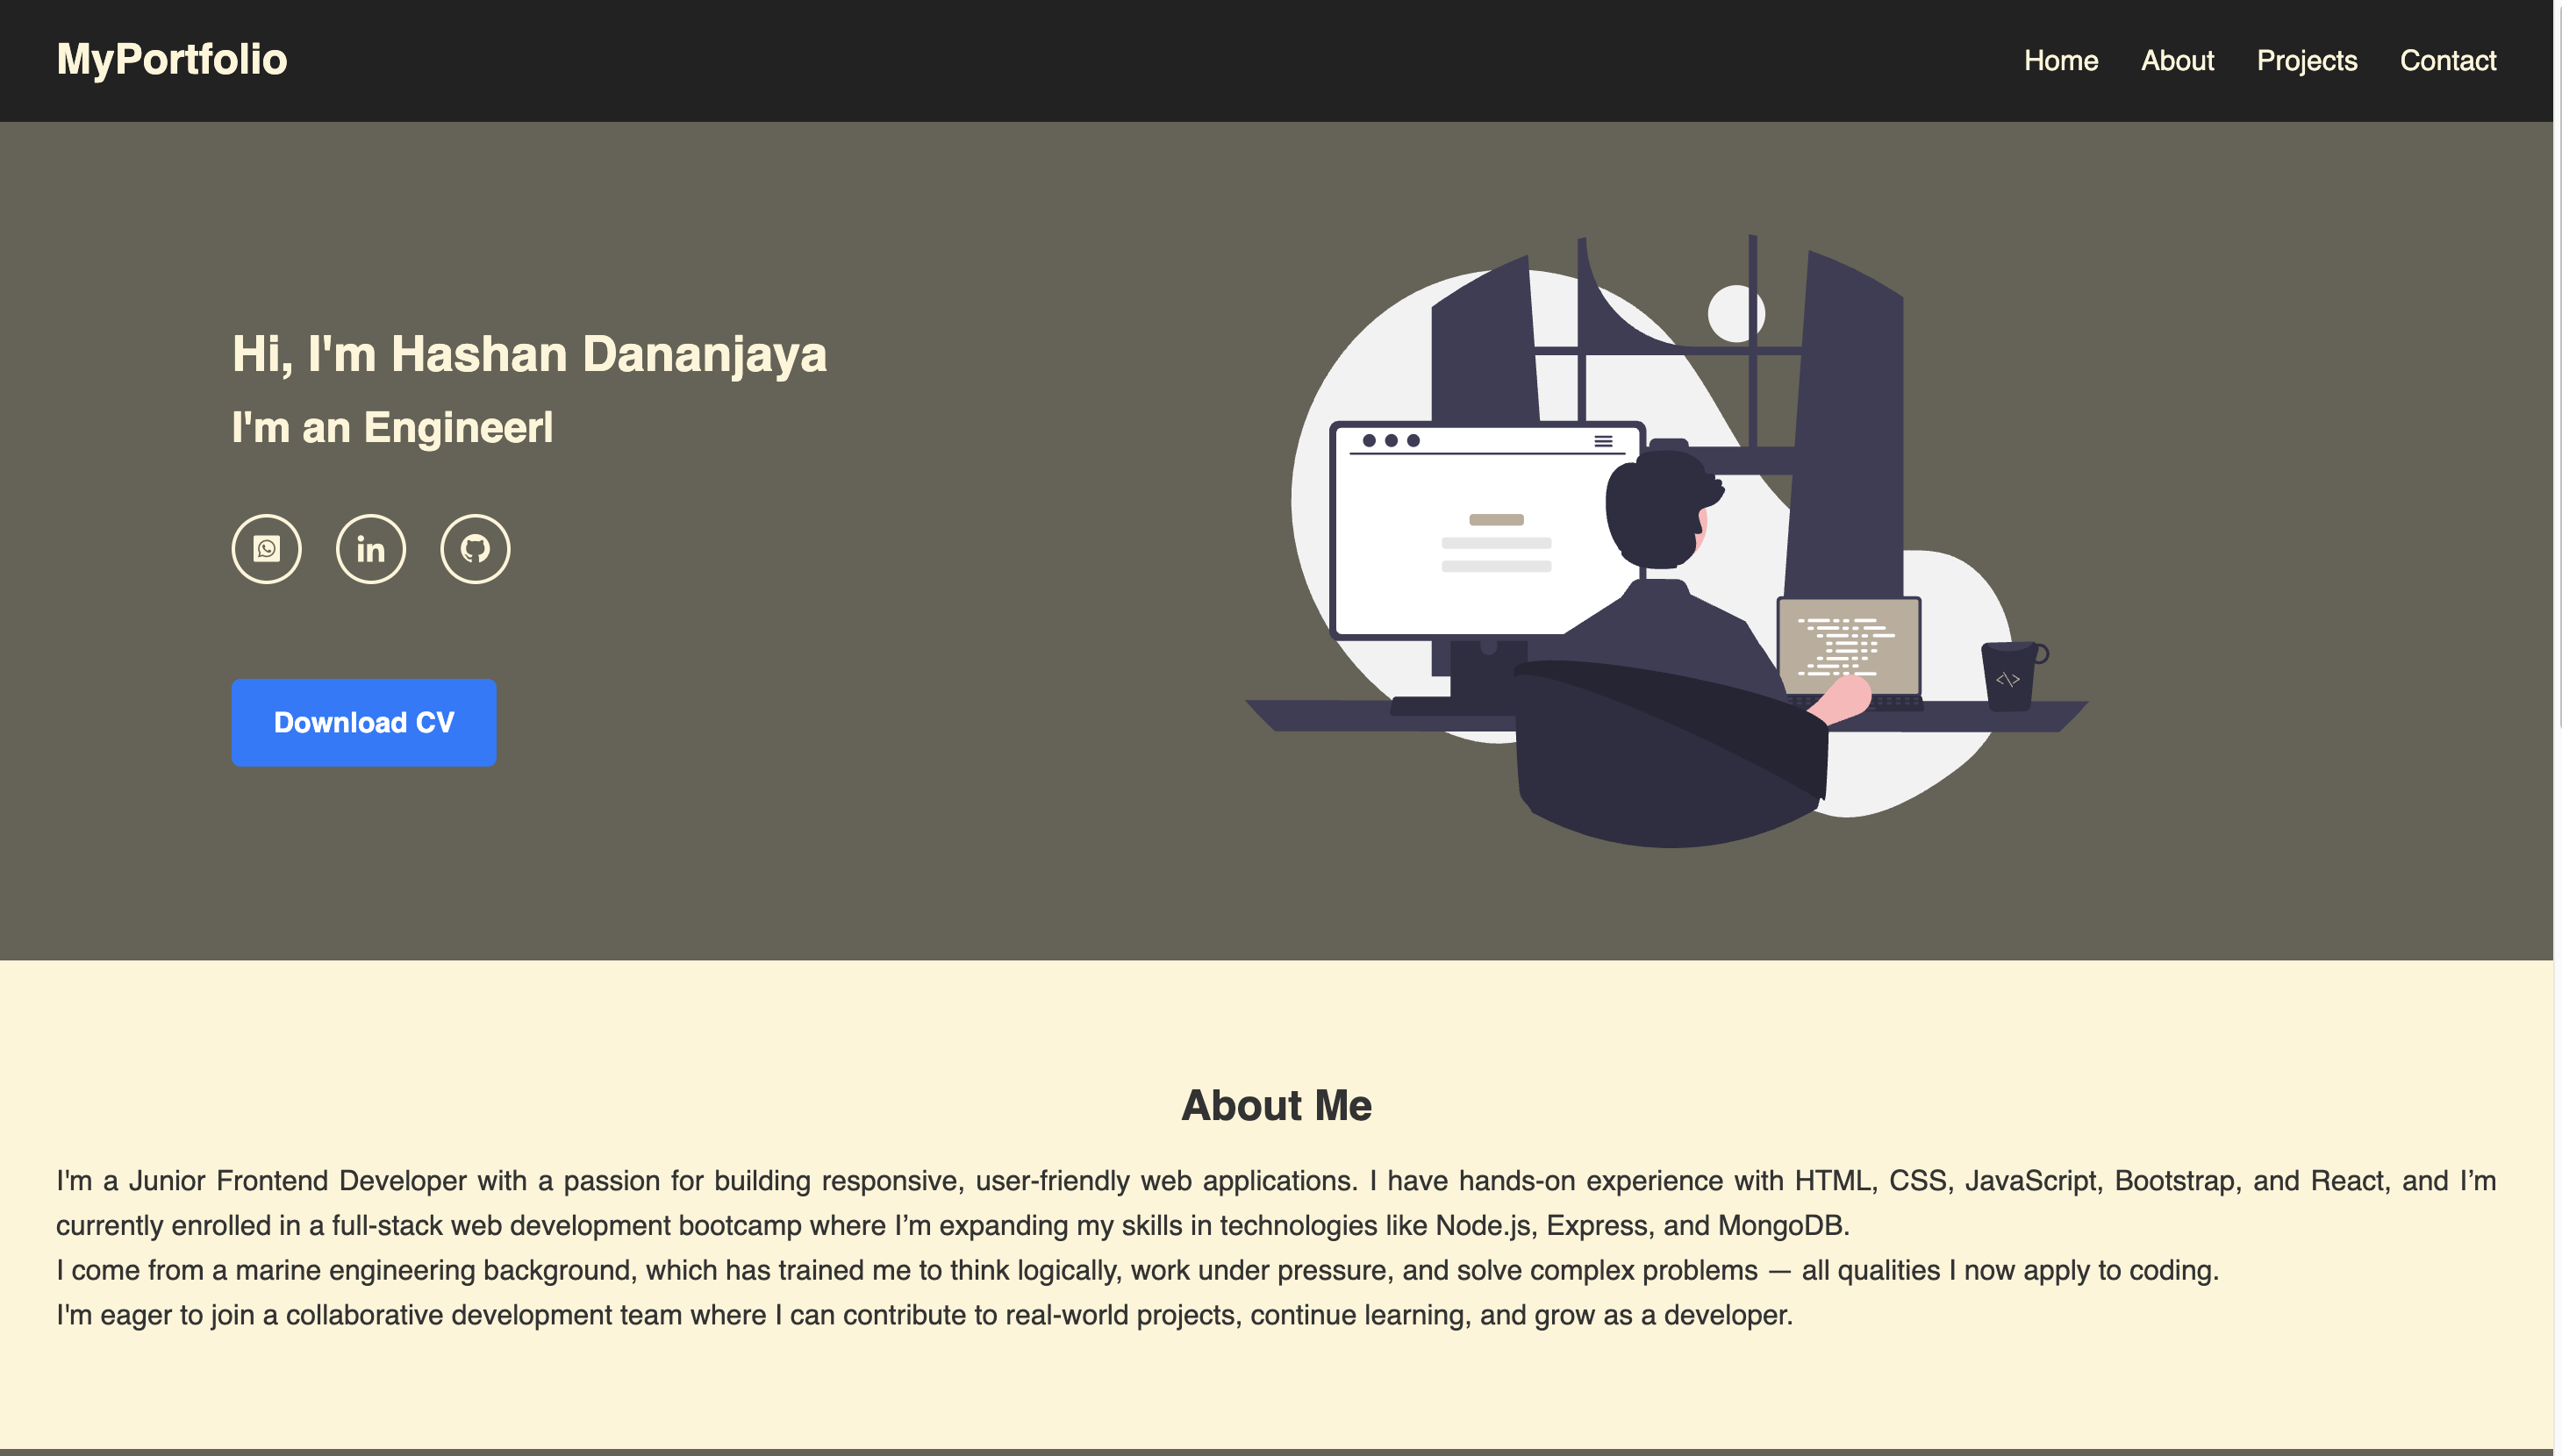 MyPortfolio
Home About Projects Contact
Hi, I'm Hashan Dananjaya
I'm an Engineer|
in
Download CV
</>
About Me
I'm a Junior Frontend Developer with a passion for building responsive, user-friendly web applications. I have hands-on experience with HTML, CSS, JavaScript, Bootstrap, and React, and I’m
currently enrolled in a full-stack web development bootcamp where I’m expanding my skills in technologies like Node.js, Express, and MongoDB.
I come from a marine engineering background, which has trained me to think logically, work under pressure, and solve complex problems — all qualities I now apply to coding.
I'm eager to join a collaborative development team where I can contribute to real-world projects, continue learning, and grow as a developer.